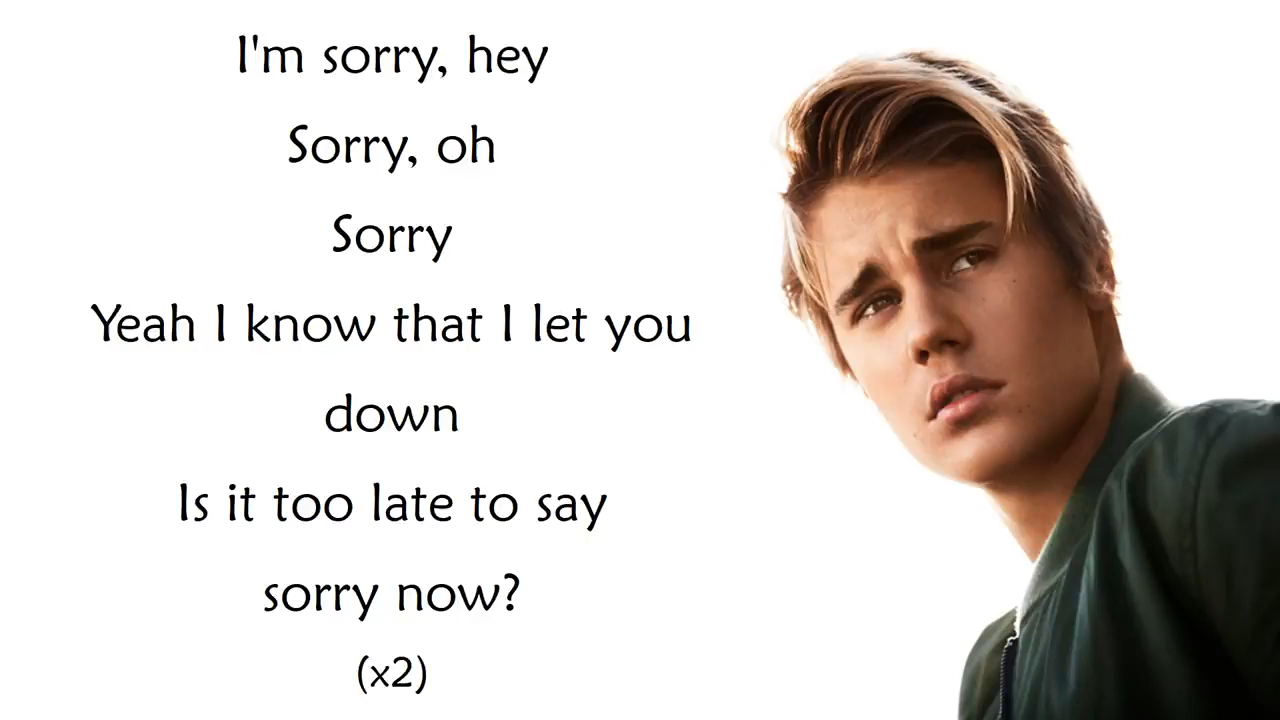 I'm sorry, hey
Sorry, oh
Sorry
Yeah I know that I let you
down
Is it too late to say
sorry now?
(x2)